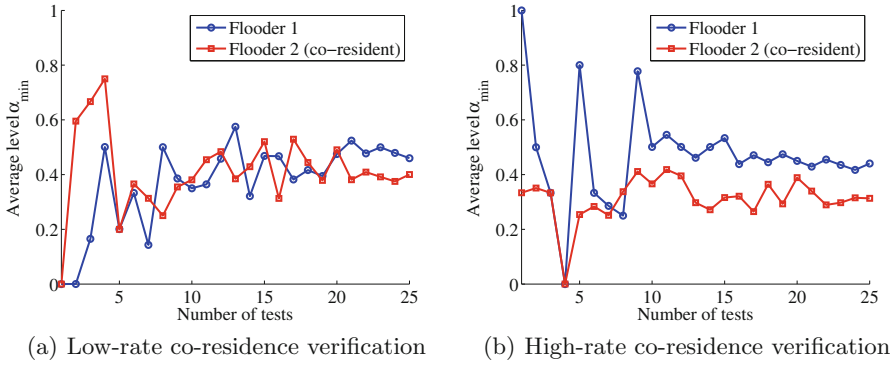 1
0.8
0.6
0.4
0.2
0
Average level α_min
5 10 15 20 25
Number of tests
Flooder 1
Flooder 2 (co−resident)
(a) Low-rate co-residence verification
1
0.8
0.6
0.4
0.2
0
Average level α_min
5 10 15 20 25
Number of tests
Flooder 1
Flooder 2 (co−resident)
(b) High-rate co-residence verification